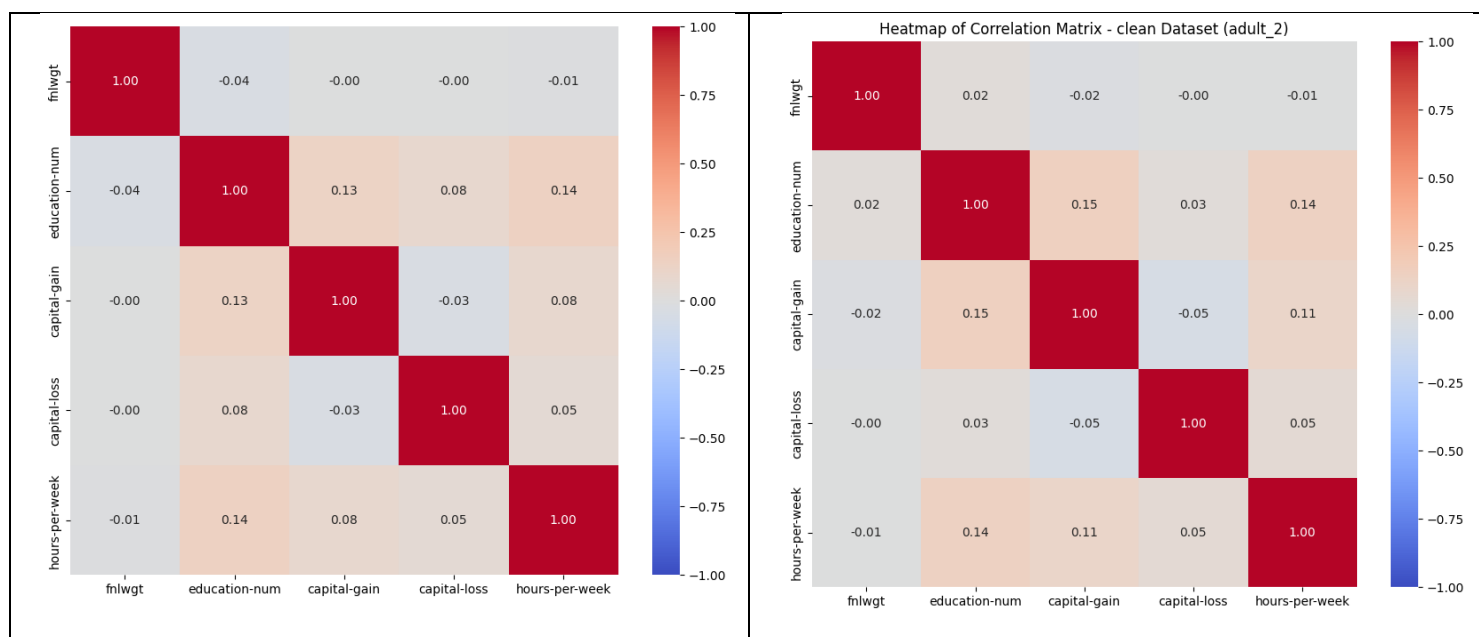 fnlwgt 1.00 -0.04 -0.00 -0.00 -0.01
education-num -0.04 1.00 0.13 0.08 0.14
capital-gain -0.00 0.13 1.00 -0.03 0.08
capital-loss -0.00 0.08 -0.03 1.00 0.05
hours-per-week -0.01 0.14 0.08 0.05 1.00
fnlwgt education-num capital-gain capital-loss hours-per-week
1.00
0.75
0.50
0.25
0.00
−0.25
−0.50
−0.75
−1.00
Heatmap of Correlation Matrix - clean Dataset (adult_2)
fnlwgt 1.00 0.02 -0.02 -0.00 -0.01
education-num 0.02 1.00 0.15 0.03 0.14
capital-gain -0.02 0.15 1.00 -0.05 0.11
capital-loss -0.00 0.03 -0.05 1.00 0.05
hours-per-week -0.01 0.14 0.11 0.05 1.00
fnlwgt education-num capital-gain capital-loss hours-per-week
1.00
0.75
0.50
0.25
0.00
−0.25
−0.50
−0.75
−1.00